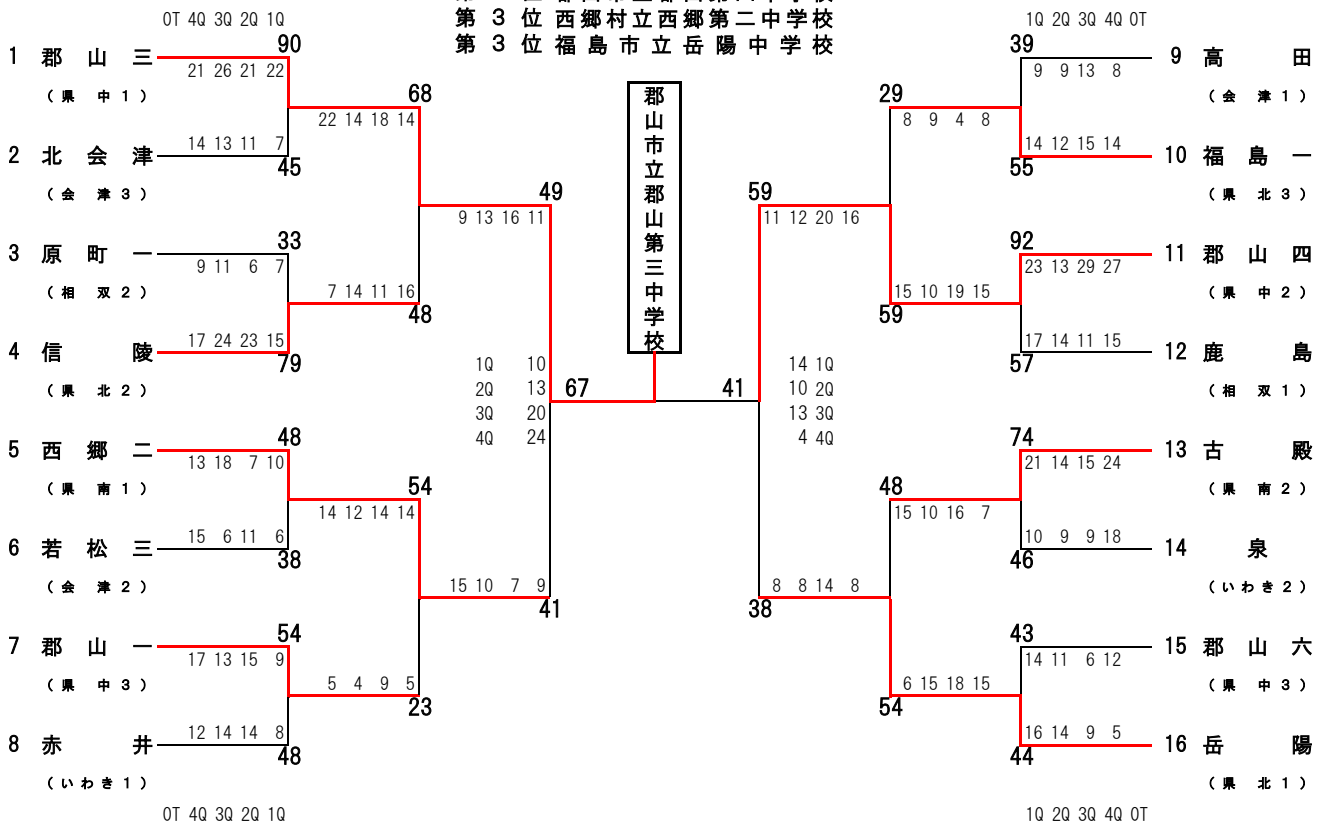 第 3 位 西郷村立西郷第二中学校
第 3 位 福島市立岳陽中学校
OT 4Q 3Q 2Q 1Q
1Q 2Q 3Q 4Q OT
郡山市立郡山第三中学校
1 郡山三
(県中1)
90
21 26 21 22
2 北会津
(会津3)
14 13 11 7
45
68
22 14 18 14
3 原町一
(相双2)
33
9 11 6 7
4 信陵
(県北2)
17 24 23 15
79
7 14 11 16
48
49
9 13 16 11
5 西郷二
(県南1)
48
13 18 7 10
6 若松三
(会津2)
15 6 11 6
38
54
14 12 14 14
7 郡山一
(県中3)
54
17 13 15 9
8 赤井
(いわき1)
12 14 14 8
48
5 4 9 5
23
15 10 7 9
41
1Q 10
2Q 13
3Q 20
4Q 24
67
41
14 1Q
10 2Q
13 3Q
4 4Q
39
9 高田
9 9 13 8
(会津1)
14 12 15 14
55
10 福島一
(県北3)
29
8 9 4 8
92
11 郡山四
23 13 29 27
(県中2)
17 14 11 15
57
12 鹿島
(相双1)
15 10 19 15
59
59
11 12 20 16
74
13 古殿
21 14 15 24
(県南2)
10 9 9 18
46
14 泉
(いわき2)
48
15 10 16 7
43
15 郡山六
14 11 6 12
(県中3)
16 14 9 5
44
16 岳陽
(県北1)
6 15 18 15
54
8 8 14 8
38
OT 4Q 3Q 2Q 1Q
1Q 2Q 3Q 4Q OT